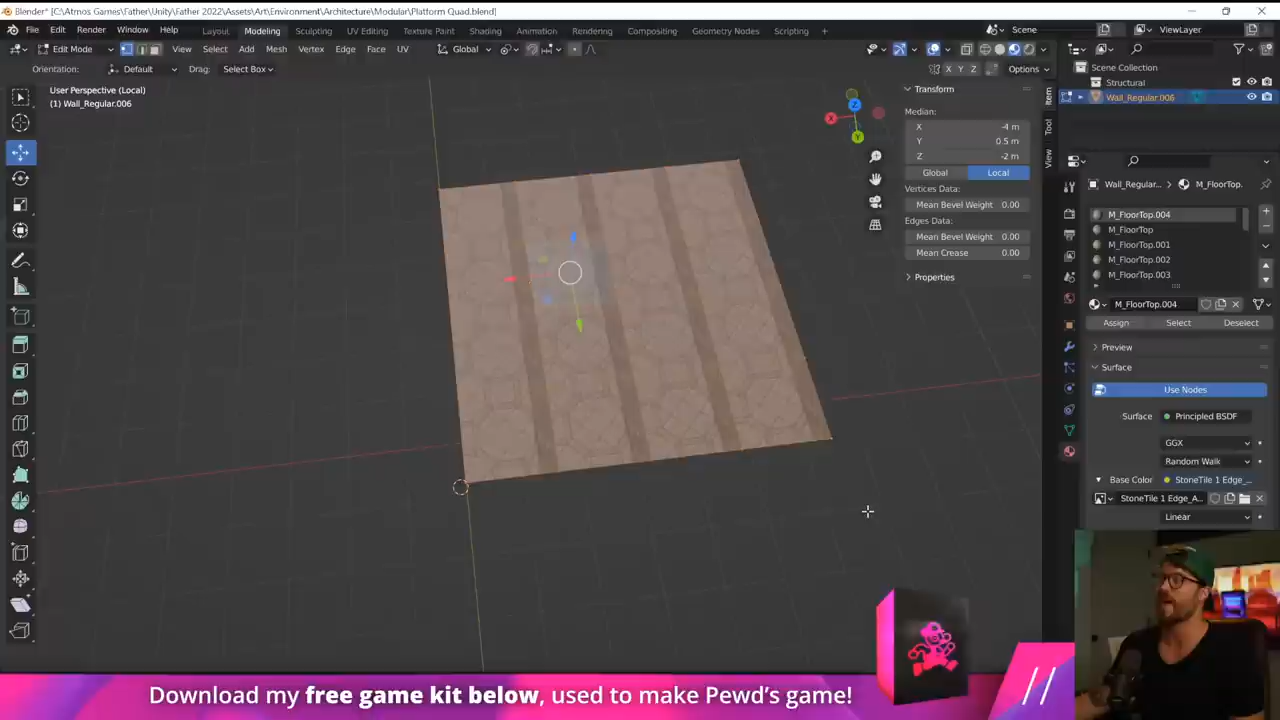 Blender* [C:\Atmos Games\Father\Unity\Father 2022\Assets\Art\Environment\Architecture\Modular\Platform Quad.blend]
File Edit Render Window Help Layout Modeling Sculpting UV Editing Texture Paint Shading Animation Rendering Compositing Geometry Nodes Scripting + Scene ViewLayer
Edit Mode View Select Add Mesh Vertex Edge Face UV Global
Orientation: Default Drag: Select Box X Y Z Options
Scene Collection
Structural
Wall_Regular.006
User Perspective (Local)
(1) Wall_Regular.006
Transform
Median:
X -4 m
Y 0.5 m
Z -2 m
Global Local
Vertices Data:
Mean Bevel Weight 0.00
Edges Data:
Mean Bevel Weight 0.00
Mean Crease 0.00
Properties
Item
Tool
View
X
Z
Y
Wall_Regular... M_FloorTop.
M_FloorTop.004
M_FloorTop
M_FloorTop.001
M_FloorTop.002
M_FloorTop.003
M_FloorTop.004
Assign Select Deselect
Preview
Surface
Use Nodes
Surface Principled BSDF
GGX
Random Walk
Base Color StoneTile 1 Edge_...
StoneTile 1 Edge_A...
Linear
Download my free game kit below, used to make Pewd's game!
//